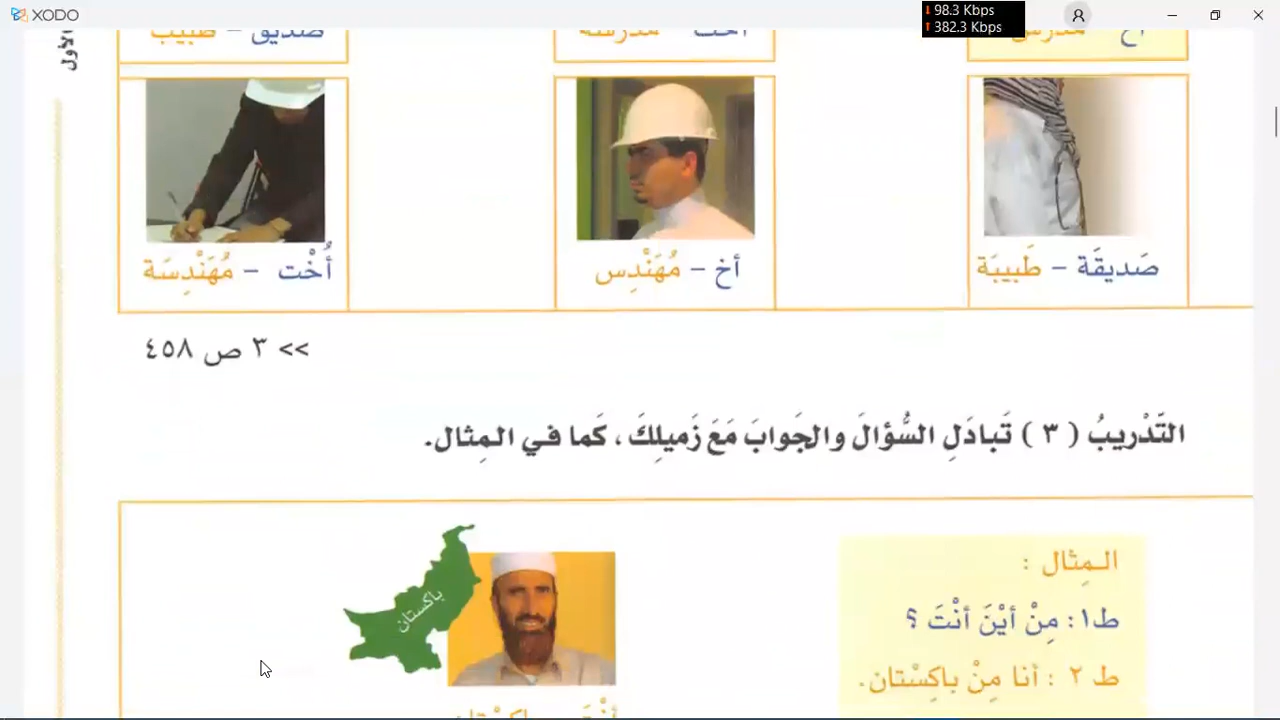 XODO
98.3 Kbps
382.3 Kbps
الأول
صَديقَة - طَبيبَة
أخ - مُهَنْدِس
أُخْت - مُهَنْدِسَة
>> ٣ ص ٤٥٨
التَّدْريبُ ( ٣ ) تَبادَلِ السُّؤالَ والجَوابَ مَعَ زَميلِكَ ، كَما في المِثال.
المِثال :
ط١: مِنْ أيْنَ أنْتَ ؟
ط ٢ : أنا مِنْ باكِسْتان.
باكستان